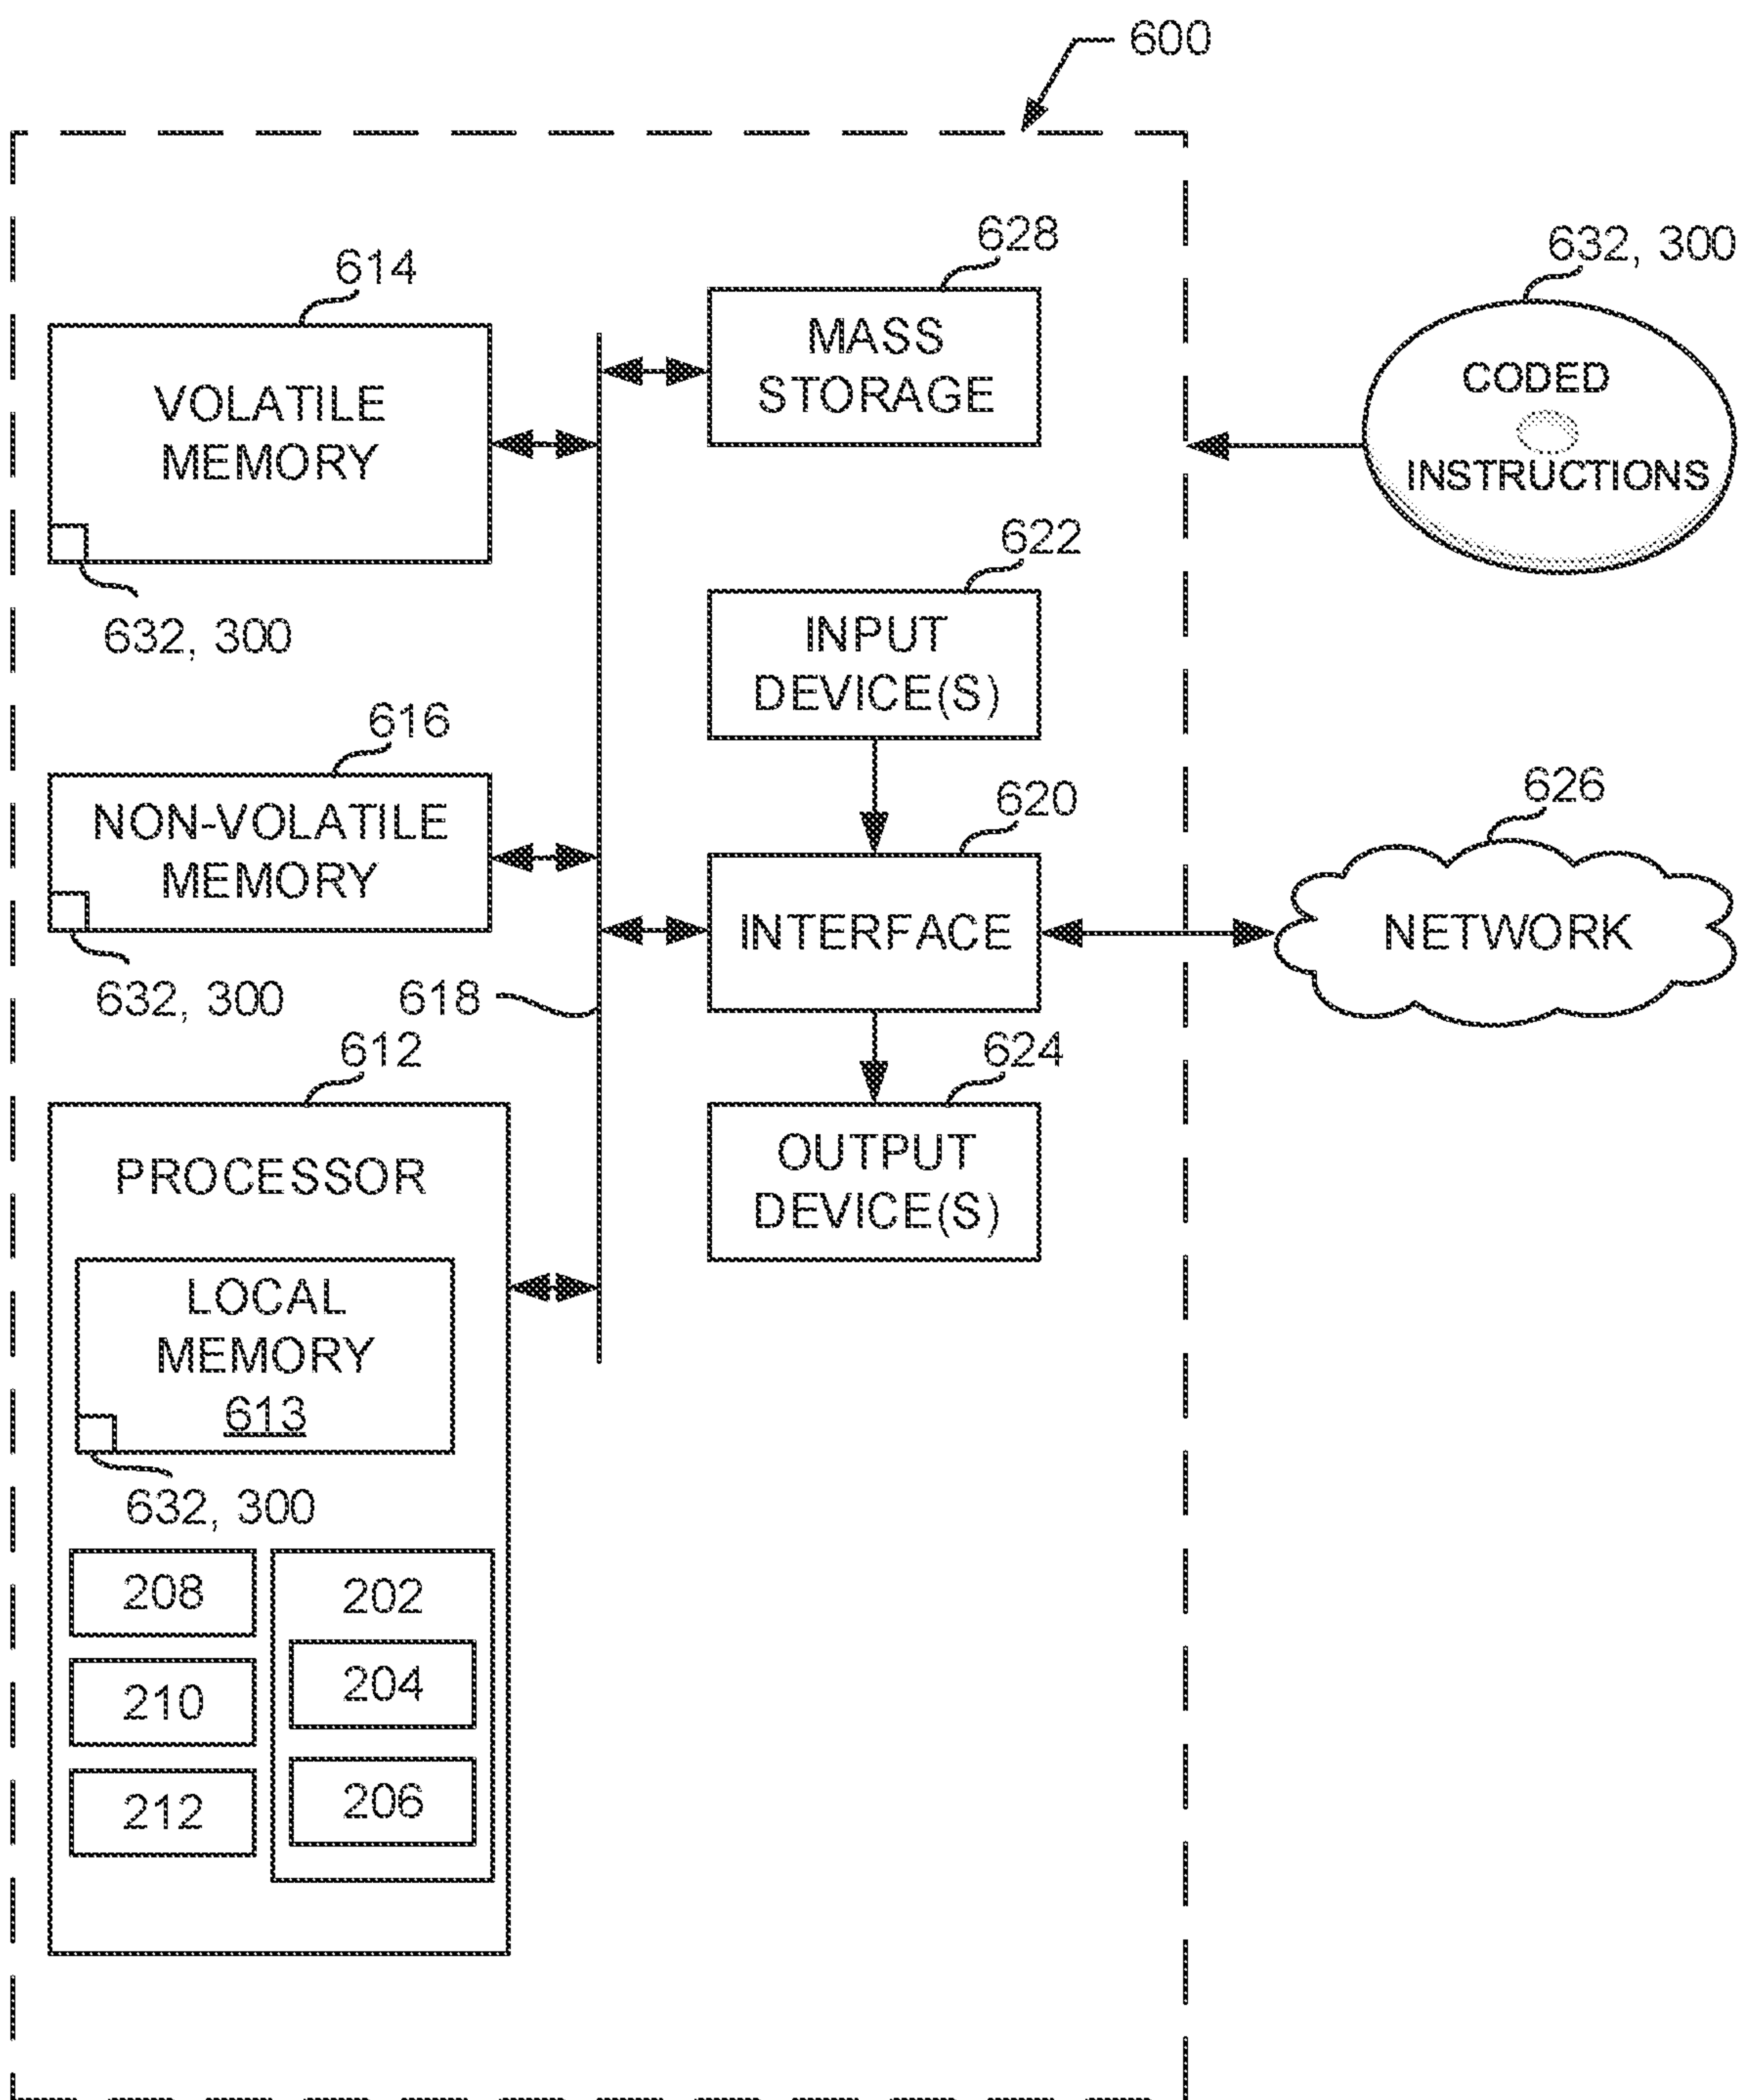 600
628
632, 300
614
MASS
STORAGE
VOLATILE
MEMORY
CODED
INSTRUCTIONS
622
632, 300
INPUT
DEVICE(S)
616
620
626
NON-VOLATILE
MEMORY
INTERFACE
NETWORK
632, 300
618
612
624
PROCESSOR
OUTPUT
DEVICE(S)
LOCAL
MEMORY
613
632, 300
208
202
204
210
206
212